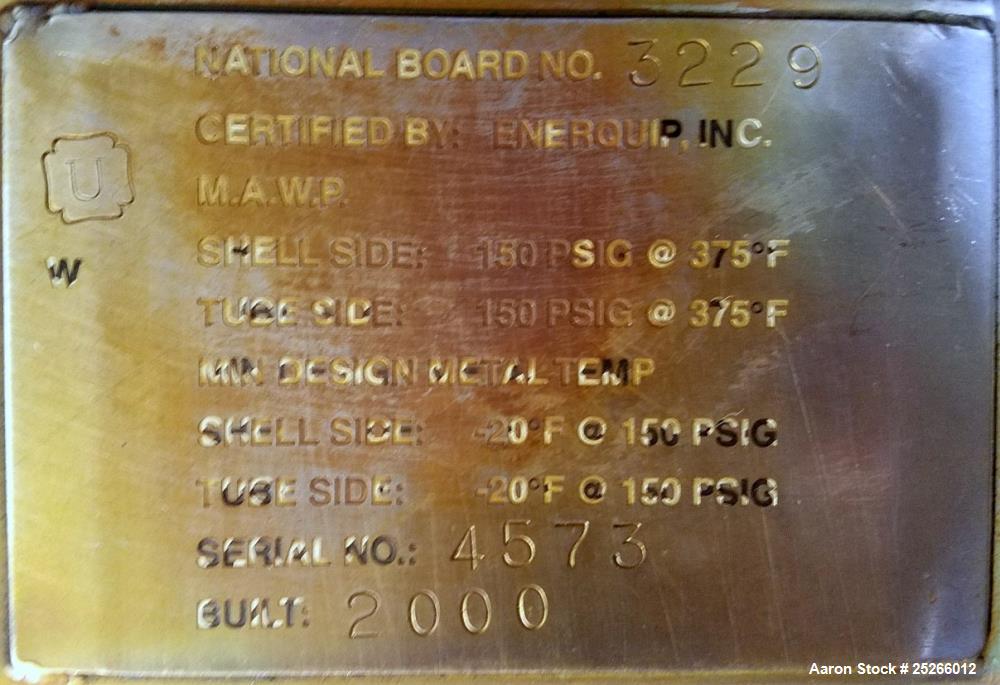 NATIONAL BOARD NO. 3229
CERTIFIED BY: ENERQUIP, INC.
U
M.A.W.P.
SHELL SIDE: 150 PSIG @ 375°F
W
TUBE SIDE: 150 PSIG @ 375°F
MIN DESIGN METAL TEMP
SHELL SIDE: -20°F @ 150 PSIG
TUBE SIDE: -20°F @ 150 PSIG
SERIAL NO.: 4573
BUILT: 2000
Aaron Stock # 25266012